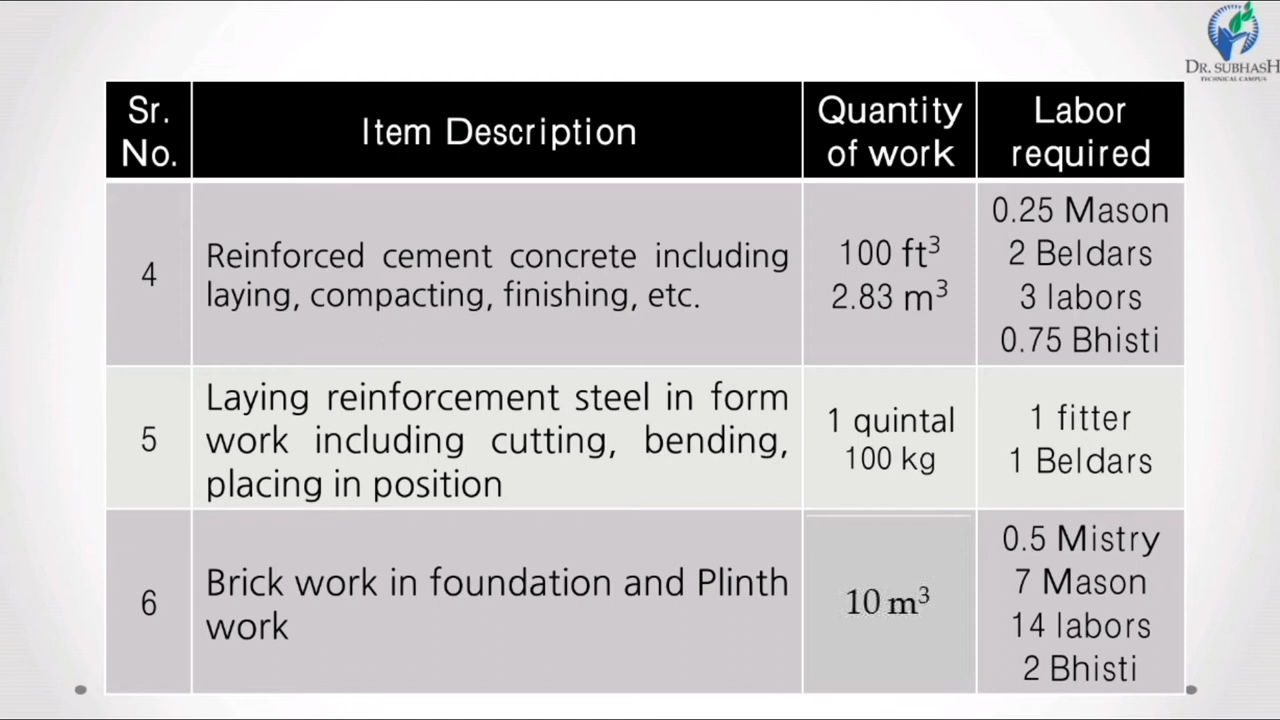 DR. SUBHASH
TECHNICAL CAMPUS
Sr. No.
Item Description
Quantity of work
Labor required
4
Reinforced cement concrete including
laying, compacting, finishing, etc.
100 ft³
2.83 m³
0.25 Mason
2 Beldars
3 labors
0.75 Bhisti
5
Laying reinforcement steel in form
work including cutting, bending,
placing in position
1 quintal
100 kg
1 fitter
1 Beldars
6
Brick work in foundation and Plinth
work
10 m³
0.5 Mistry
7 Mason
14 labors
2 Bhisti